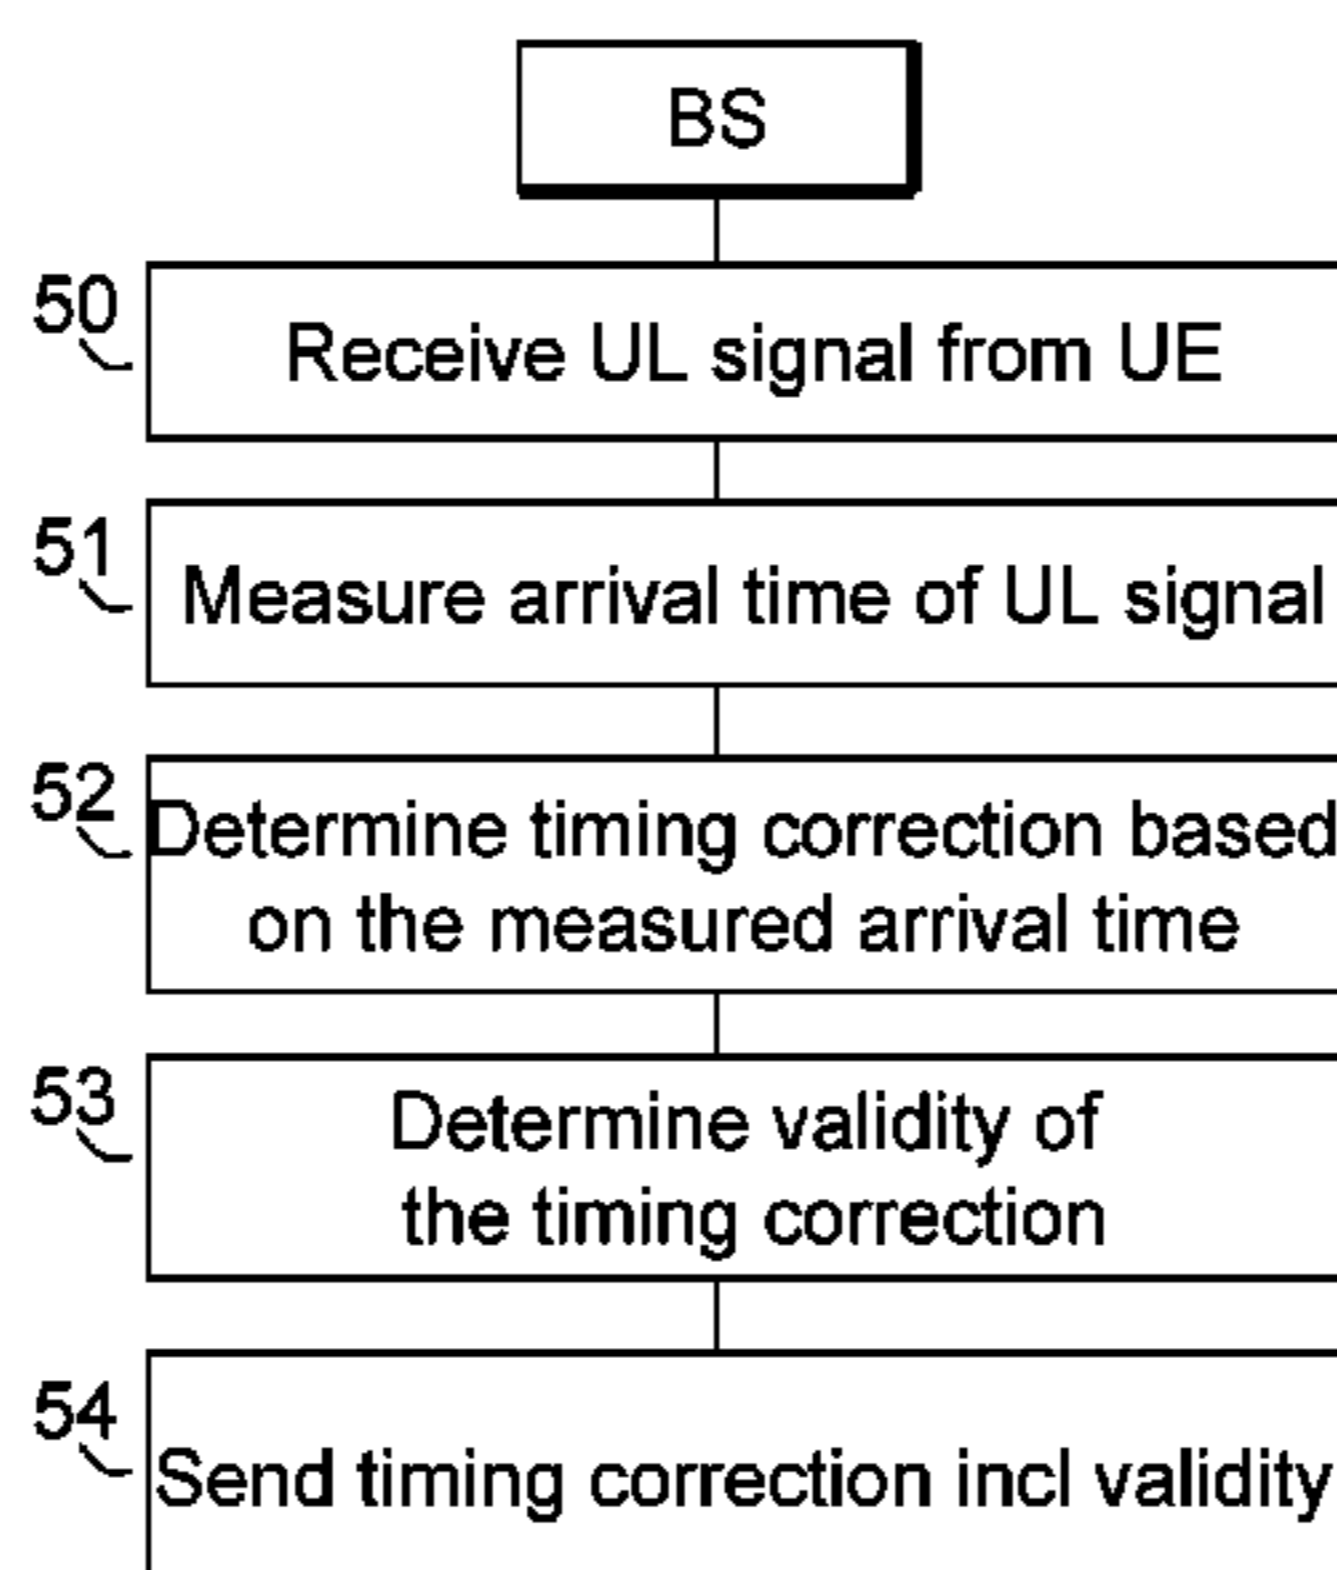 BS
50
Receive UL signal from UE
51
Measure arrival time of UL signal
52
Determine timing correction based
on the measured arrival time
53
Determine validity of
the timing correction
54
Send timing correction incl validity